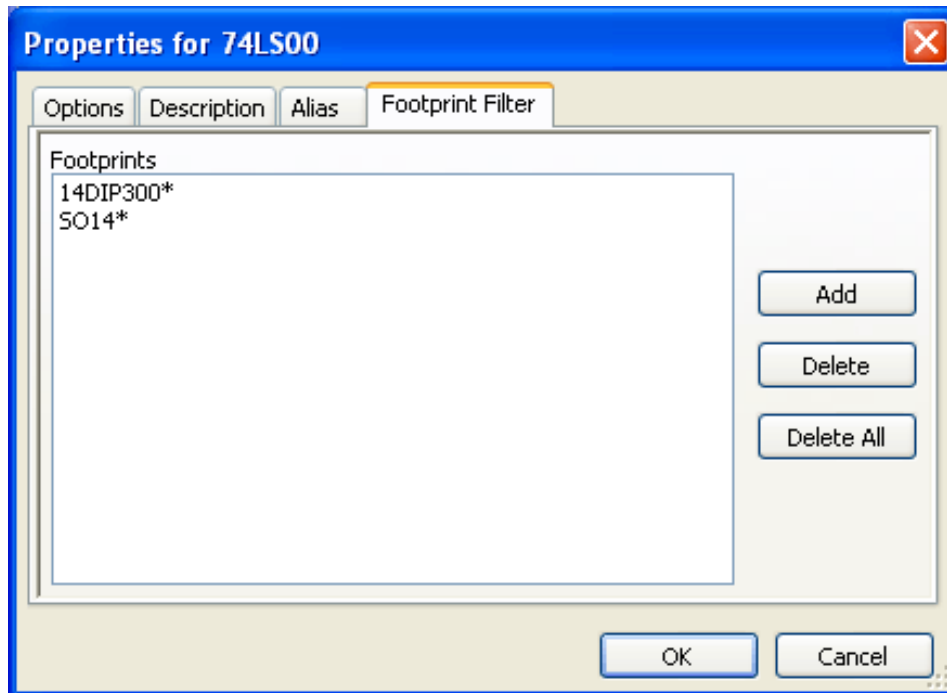 Properties for 74LS00
Options Description Alias Footprint Filter
Footprints
14DIP300*
SO14*
Add
Delete
Delete All
OK Cancel